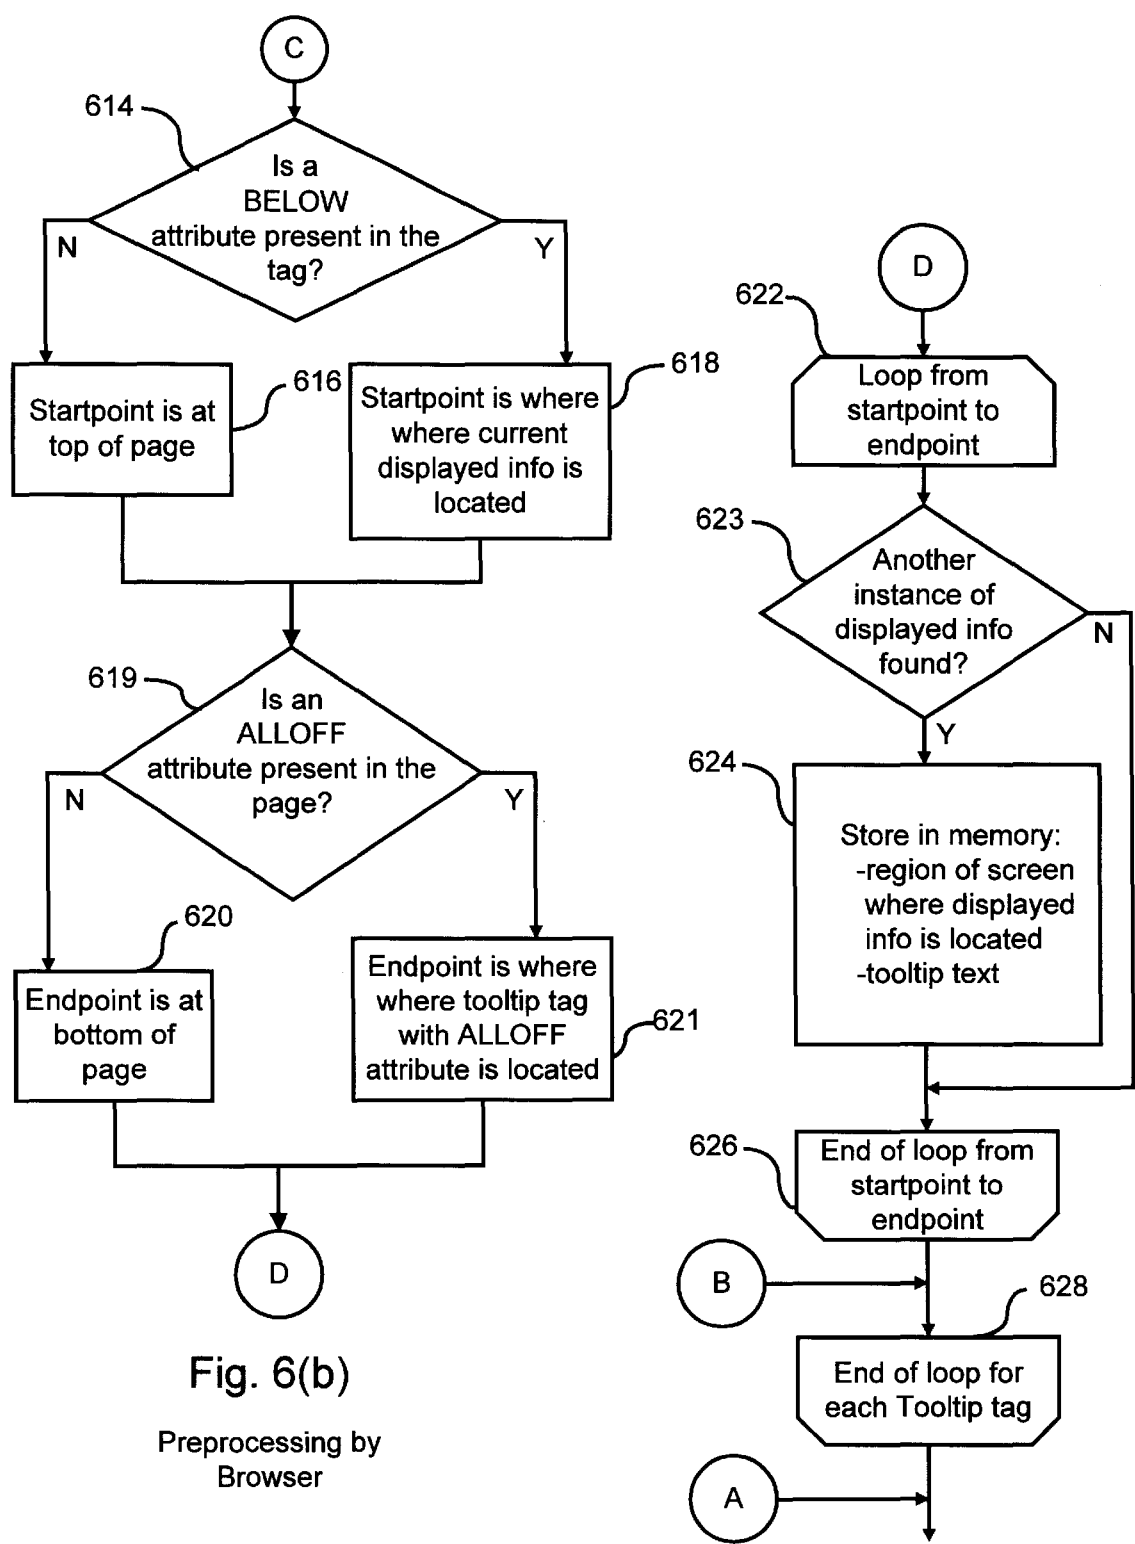 C
614
Is a
BELOW
attribute present in the
tag?
N
Y
616
Startpoint is at
top of page
618
Startpoint is where
where current
displayed info is
located
619
Is an
ALLOFF
attribute present in the
page?
N
Y
620
Endpoint is at
bottom of
page
Endpoint is where
where tooltip tag
with ALLOFF
attribute is located
621
D
Fig. 6(b)
Preprocessing by
Browser
D
622
Loop from
startpoint to
endpoint
623
Another
instance of
displayed info
found?
N
Y
624
Store in memory:
-region of screen
where displayed
info is located
-tooltip text
626
End of loop from
startpoint to
endpoint
B
628
End of loop for
each Tooltip tag
A